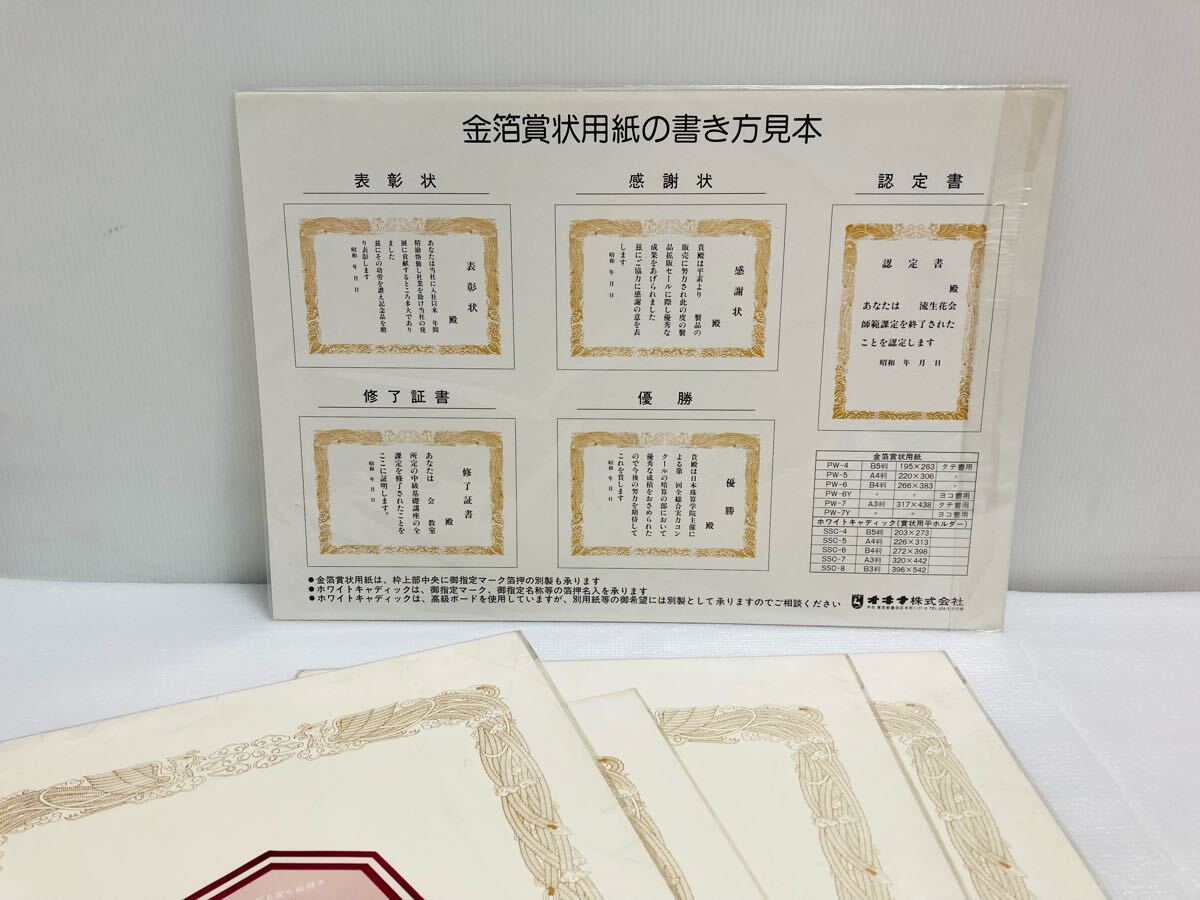 金箔賞状用紙の書き方見本
表彰状
表彰状
殿
あなたは当社に入社以来　年間
精励恪勤し社業を助け当社の発
展に貢献するところ多大であり
ました
茲にその功労を讃え記念品を贈
り表彰します
昭和　年　月　日
感謝状
感謝状
殿
貴殿は平素より　製品の
販売に努力され此の度の製
品拡販セールに際し優秀な
成果をあげられました
茲にご協力に感謝の意を表
します
昭和　年　月　日
認定書
認定書
殿
あなたは　流生花会
師範課定を終了された
ことを認定します
昭和　年　月　日
修了証書
修了証書
殿
あなたは　会　教室
所定の中級基礎講座の全
課定を修了されたことを
ここに証明します。
昭和　年　月　日
優勝
優勝
殿
貴殿は日本珠算学院主催に
よる第　回全総合実力コン
クールの暗算の部において
優秀な成績をおさめられた
ので今後の努力を期待して
これを賞します
昭和　年　月　日
金箔賞状用紙
PW-4 B5判 195×263 タテ書用
PW-5 A4判 220×306 〃
PW-6 B4判 266×383 〃
PW-6Y 〃 〃 ヨコ書用
PW-7 A3判 317×438 タテ書用
PW-7Y 〃 〃 ヨコ書用
ホワイトキャディック(賞状用平ホルダー)
SSC-4 B5判 203×273
SSC-5 A4判 226×313
SSC-6 B4判 272×398
SSC-7 A3判 320×442
SSC-8 B3判 396×542
●金箔賞状用紙は、枠上部中央に御指定マーク箔押の別製も承ります
●ホワイトキャディックは、御指定マーク、御指定名称等の箔押名入を承ります
●ホワイトキャディックは、高級ボードを使用していますが、別用紙等の御希望には別製として承りますのでご相談ください
オキナ株式会社